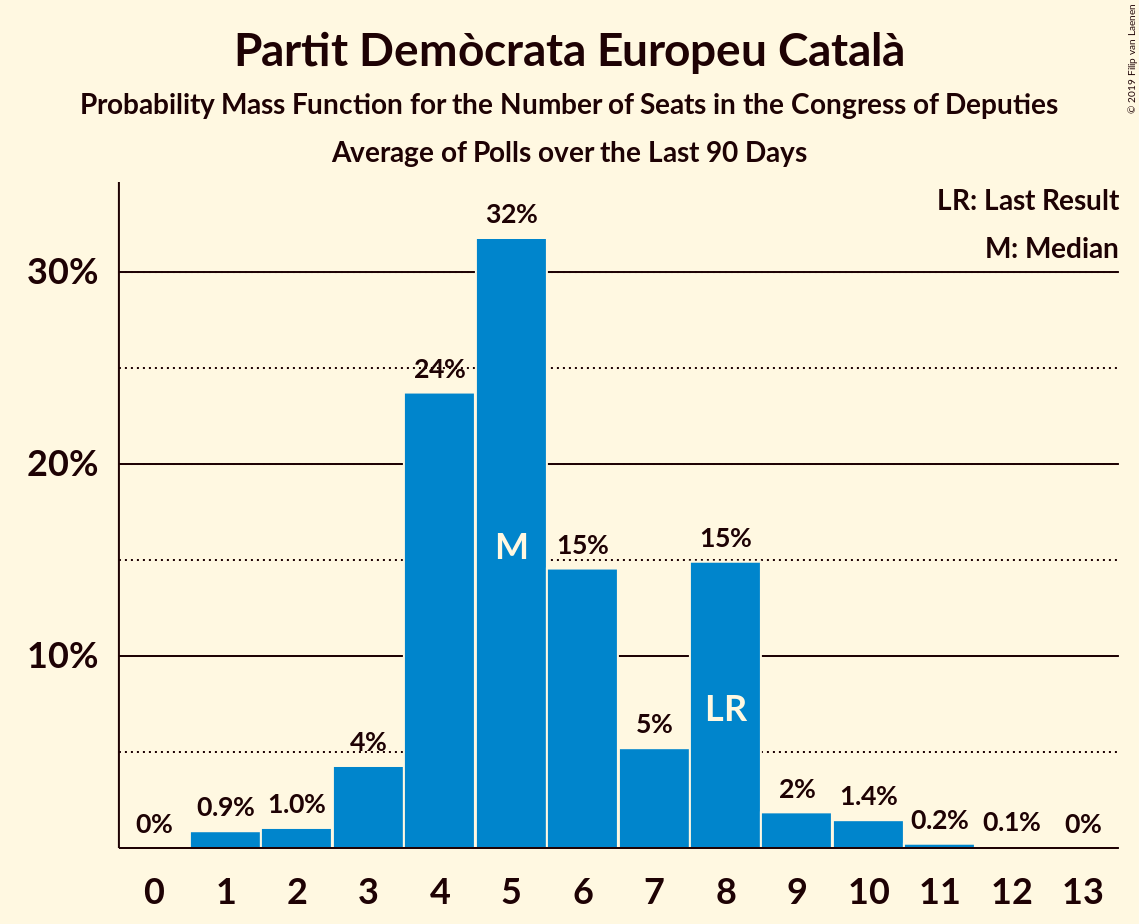 Partit Demòcrata Europeu Català
Probability Mass Function for the Number of Seats in the Congress of Deputies
Average of Polls over the Last 90 Days
© 2019 Filip van Laenen
LR: Last Result
M: Median
30%
20%
10%
0%
0.9%
1.0%
4%
24%
32%
15%
5%
15%
2%
1.4%
0.2%
0.1%
0%
M
LR
0 1 2 3 4 5 6 7 8 9 10 11 12 13